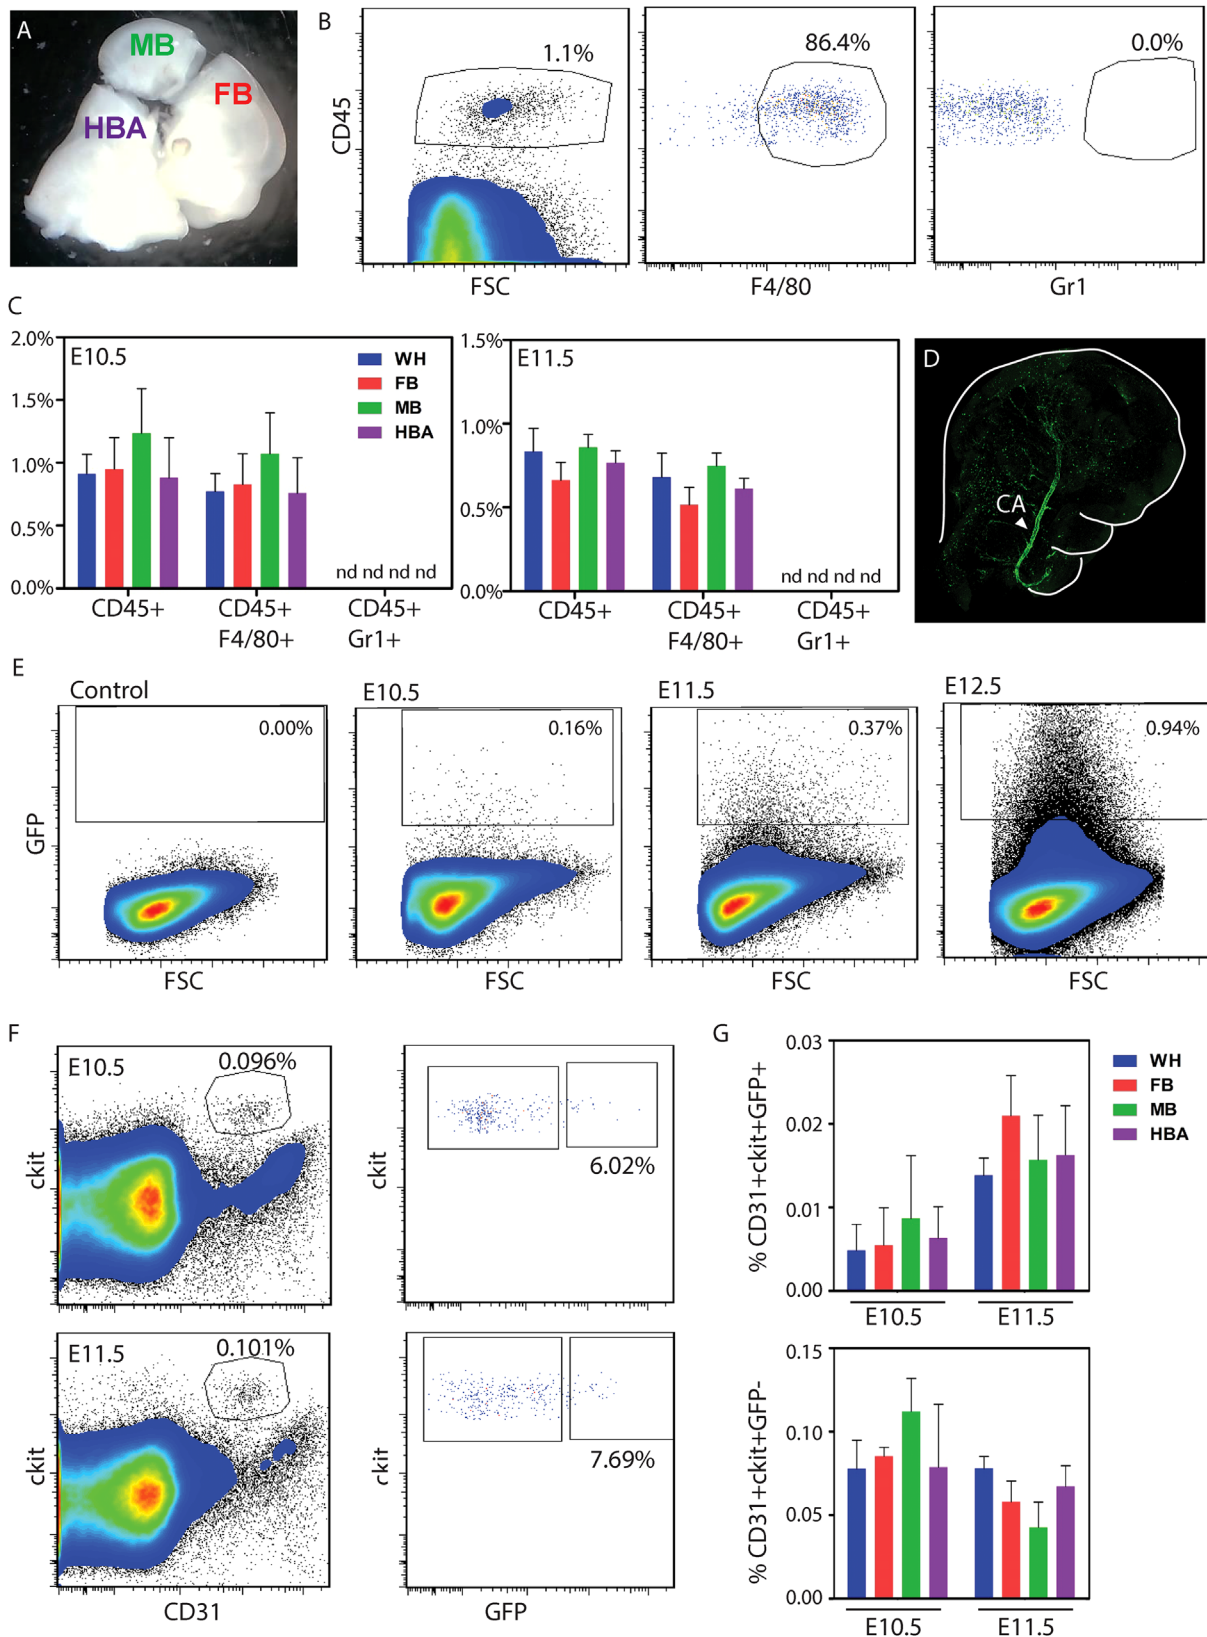 A
MB
FB
HBA
B
1.1%
86.4%
0.0%
CD45
FSC
F4/80
Gr1
C
2.0%
1.5%
1.0%
0.5%
0.0%
E10.5
WH
FB
MB
HBA
nd nd nd nd
CD45+
CD45+
F4/80+
CD45+
Gr1+
1.5%
1.0%
0.5%
0.0%
E11.5
nd nd nd nd
CD45+
CD45+
F4/80+
CD45+
Gr1+
D
CA
E
Control
E10.5
E11.5
E12.5
0.00%
0.16%
0.37%
0.94%
GFP
FSC
FSC
FSC
FSC
F
E10.5
0.096%
ckit
ckit
6.02%
E11.5
0.101%
ckit
ckit
7.69%
CD31
GFP
G
0.03
0.02
0.01
0.00
% CD31+ckit+GFP+
E10.5
E11.5
WH
FB
MB
HBA
0.15
0.10
0.05
0.00
% CD31+ckit+GFP-
E10.5
E11.5